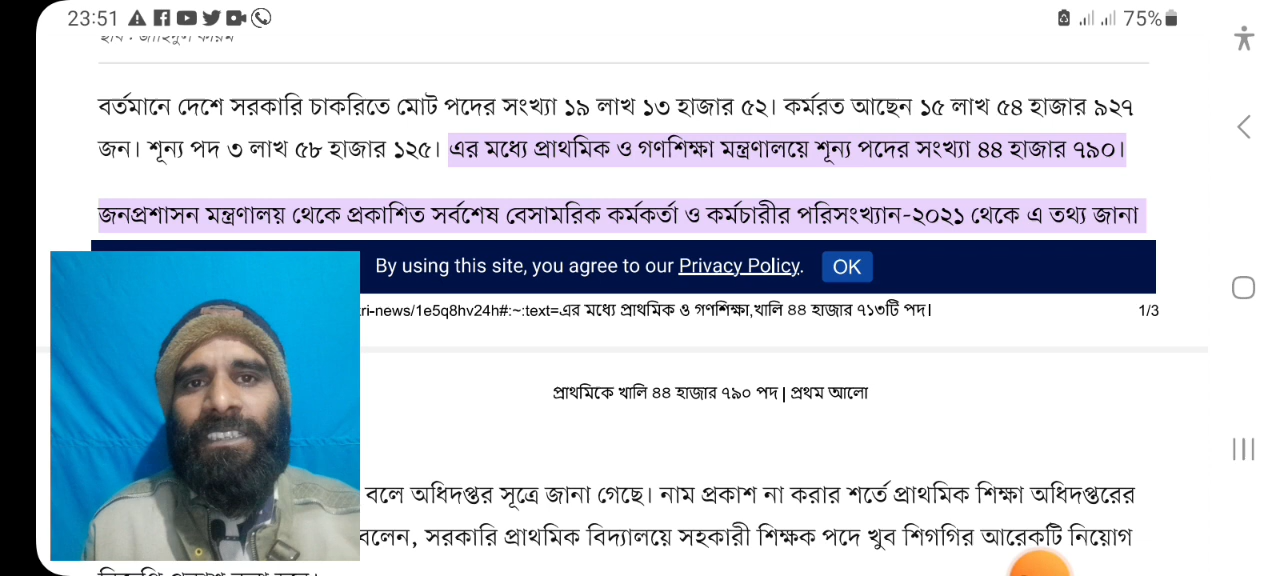 23:51
75%
বর্তমানে দেশে সরকারি চাকরিতে মোট পদের সংখ্যা ১৯ লাখ ১৩ হাজার ৫২। কর্মরত আছেন ১৫ লাখ ৫৪ হাজার ৯২৭
জন। শূন্য পদ ৩ লাখ ৫৮ হাজার ১২৫। এর মধ্যে প্রাথমিক ও গণশিক্ষা মন্ত্রণালয়ে শূন্য পদের সংখ্যা ৪৪ হাজার ৭৯০।
জনপ্রশাসন মন্ত্রণালয় থেকে প্রকাশিত সর্বশেষ বেসামরিক কর্মকর্তা ও কর্মচারীর পরিসংখ্যান-২০২১ থেকে এ তথ্য জানা
By using this site, you agree to our Privacy Policy. OK
ri-news/1e5q8hv24h#:~:text=এর মধ্যে প্রাথমিক ও গণশিক্ষা,খালি ৪৪ হাজার ৭১৩টি পদ। 1/3
প্রাথমিকে খালি ৪৪ হাজার ৭৯০ পদ | প্রথম আলো
বলে অধিদপ্তর সূত্রে জানা গেছে। নাম প্রকাশ না করার শর্তে প্রাথমিক শিক্ষা অধিদপ্তরের
বলেন, সরকারি প্রাথমিক বিদ্যালয়ে সহকারী শিক্ষক পদে খুব শিগগির আরেকটি নিয়োগ